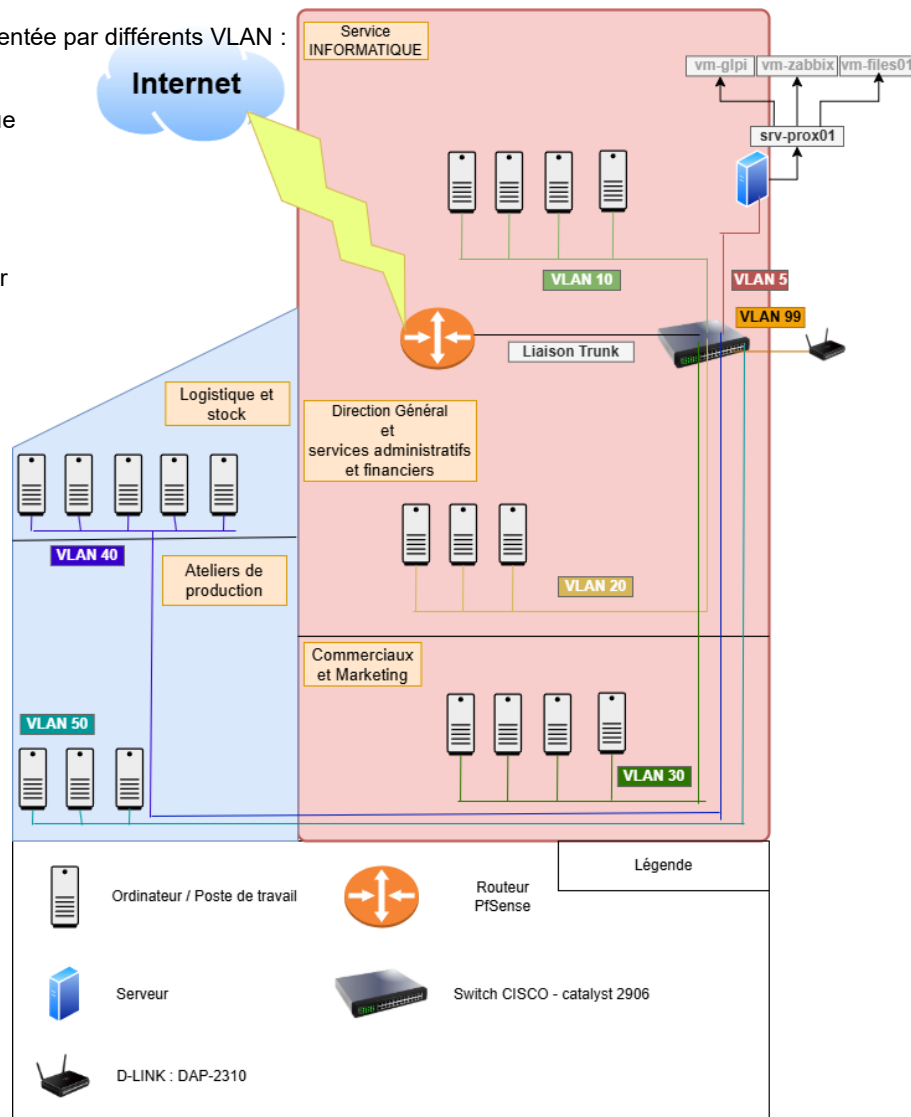 entée par différents VLAN :
Internet
ue
r
Service
INFORMATIQUE
vm-glpi
vm-zabbix
vm-files01
srv-prox01
VLAN 10
VLAN 5
VLAN 99
Liaison Trunk
Logistique et
stock
Direction Général
et
services administratifs
et financiers
VLAN 40
Ateliers de
production
VLAN 20
Commerciaux
et Marketing
VLAN 50
VLAN 30
Légende
Ordinateur / Poste de travail
Routeur
PfSense
Serveur
Switch CISCO - catalyst 2906
D-LINK : DAP-2310